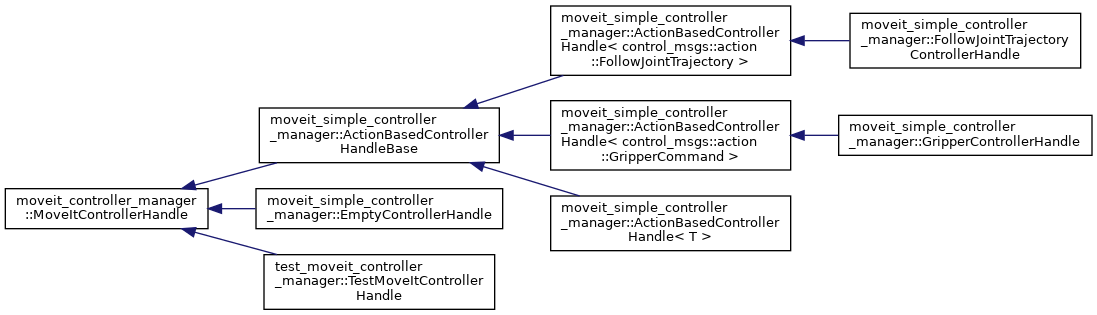 moveit_simple_controller
_manager::ActionBasedController
Handle< control_msgs::action
::FollowJointTrajectory >
moveit_simple_controller
_manager::FollowJointTrajectory
ControllerHandle
moveit_simple_controller
_manager::ActionBasedController
HandleBase
moveit_simple_controller
_manager::ActionBasedController
Handle< control_msgs::action
::GripperCommand >
moveit_simple_controller
_manager::GripperControllerHandle
moveit_controller_manager
::MoveItControllerHandle
moveit_simple_controller
_manager::EmptyControllerHandle
moveit_simple_controller
_manager::ActionBasedController
Handle< T >
test_moveit_controller
_manager::TestMoveItController
Handle